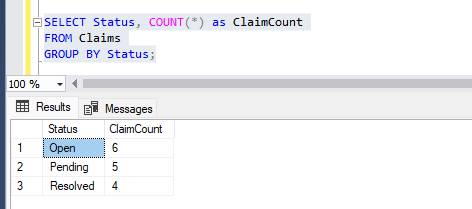 SELECT Status, COUNT(*) as ClaimCount
FROM Claims
GROUP BY Status;
100 %
Results Messages
Status ClaimCount
1 Open 6
2 Pending 5
3 Resolved 4